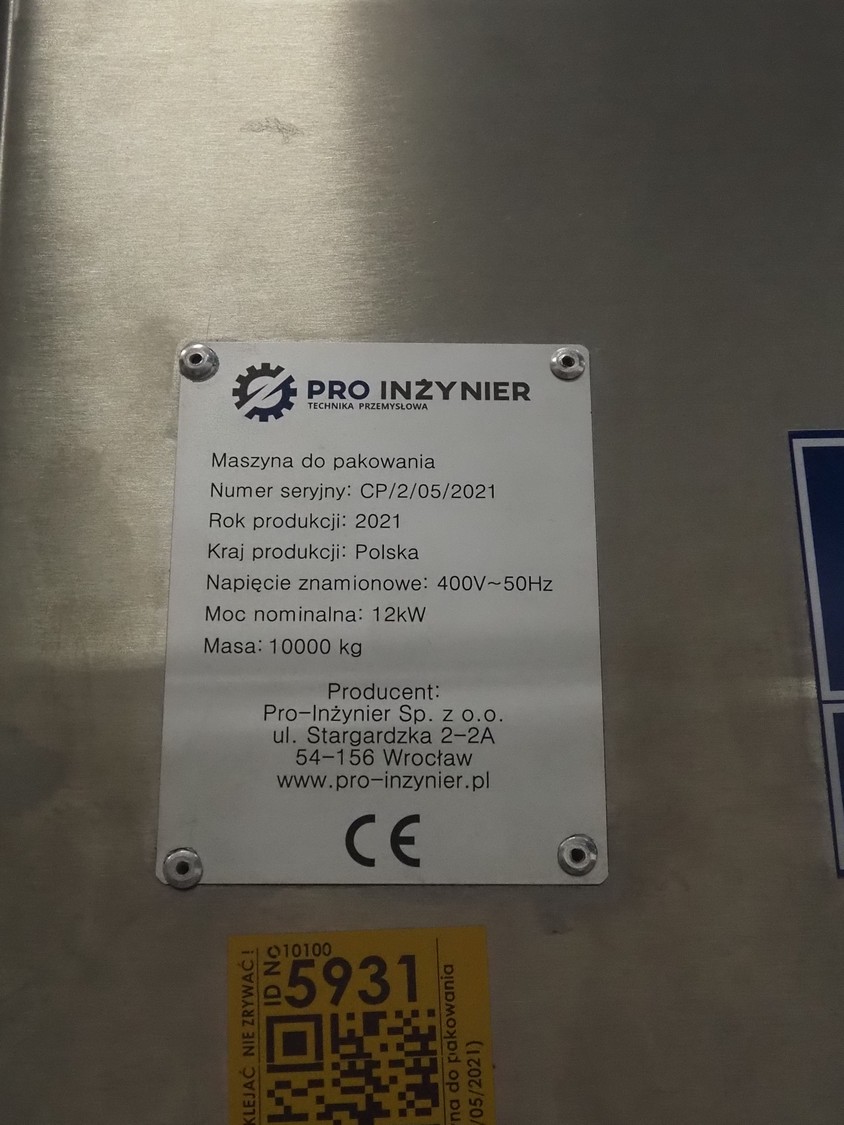 PRO INŻYNIER
TECHNIKA PRZEMYSŁOWA
Maszyna do pakowania
Numer seryjny: CP/2/05/2021
Rok produkcji: 2021
Kraj produkcji: Polska
Napięcie znamionowe: 400V~50Hz
Moc nominalna: 12kW
Masa: 10000 kg
Producent:
Pro-Inżynier Sp. z o.o.
ul. Stargardzka 2-2A
54-156 Wrocław
www.pro-inzynier.pl
CE
NIE ZRYWAĆ!
ID No 10100
5931
do pakowania
/05/2021)